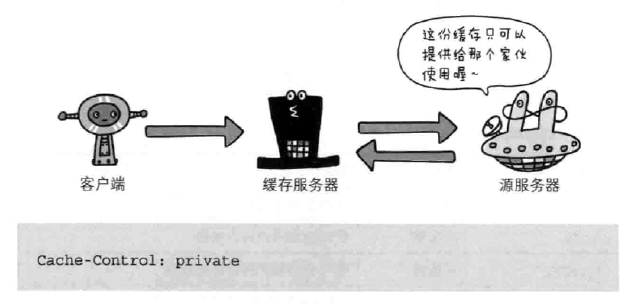 这份缓存只可以
提供给那个家伙
使用喔~
客户端
缓存服务器
源服务器
Cache-Control: private